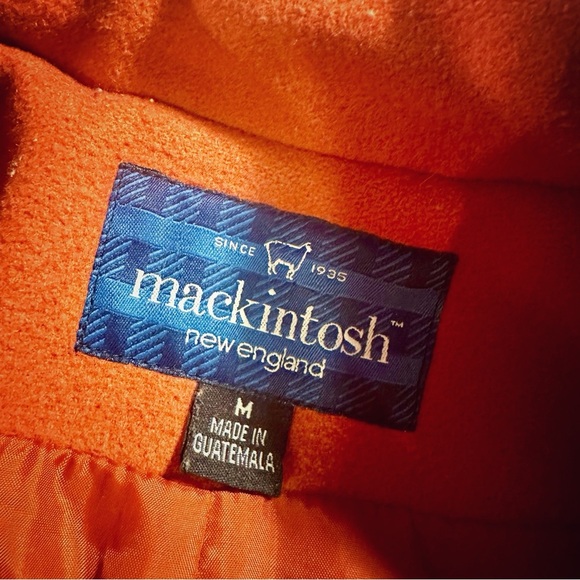 SINCE 1935
mackintosh™
new england
M
MADE IN
GUATEMALA